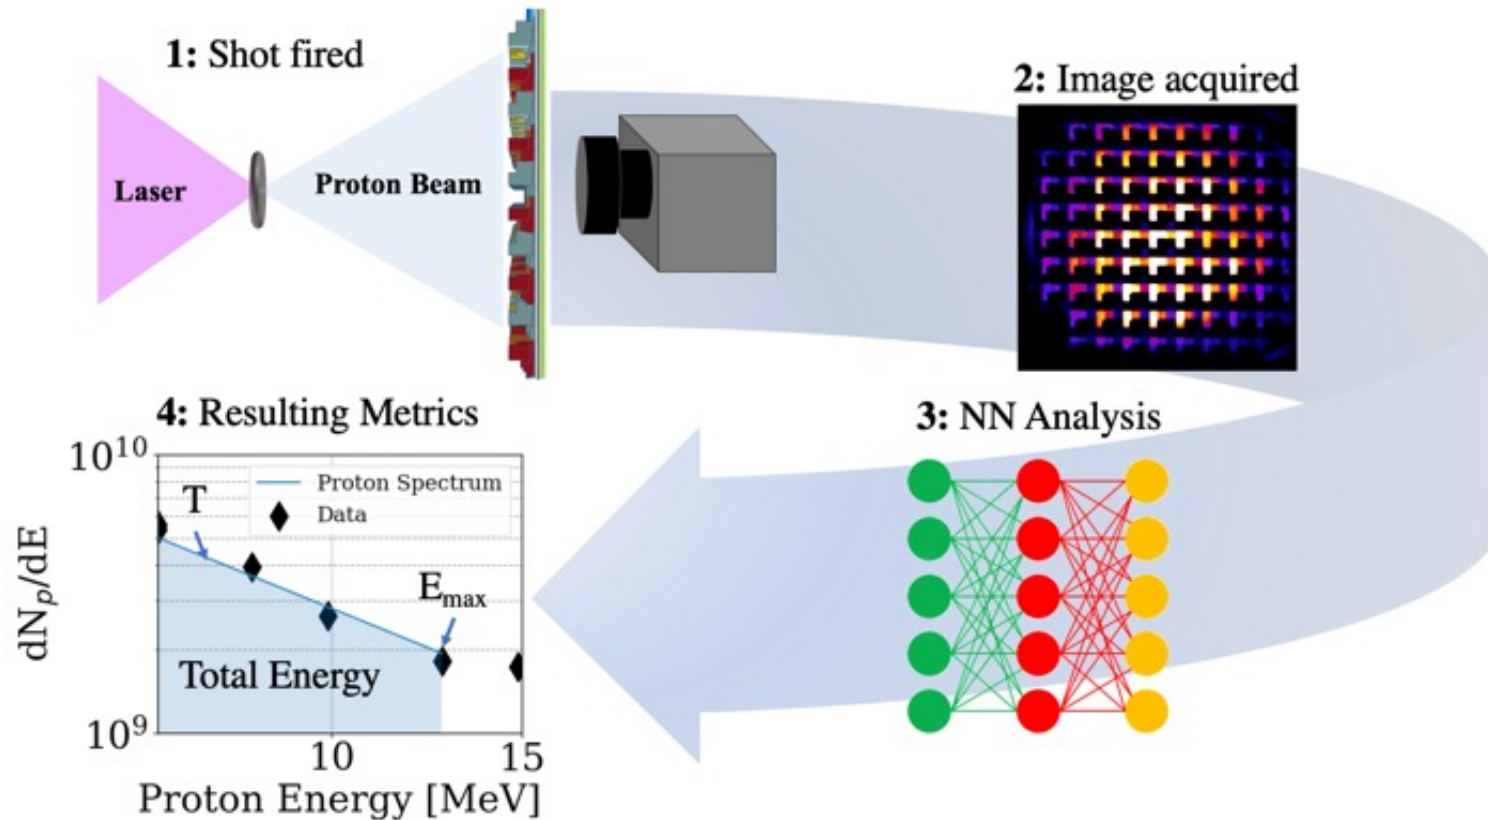 1: Shot fired
Laser
Proton Beam
2: Image acquired
3: NN Analysis
4: Resulting Metrics
10¹⁰
Proton Spectrum
Data
T
E_max
Total Energy
dN_p/dE
10⁹
10
15
Proton Energy [MeV]